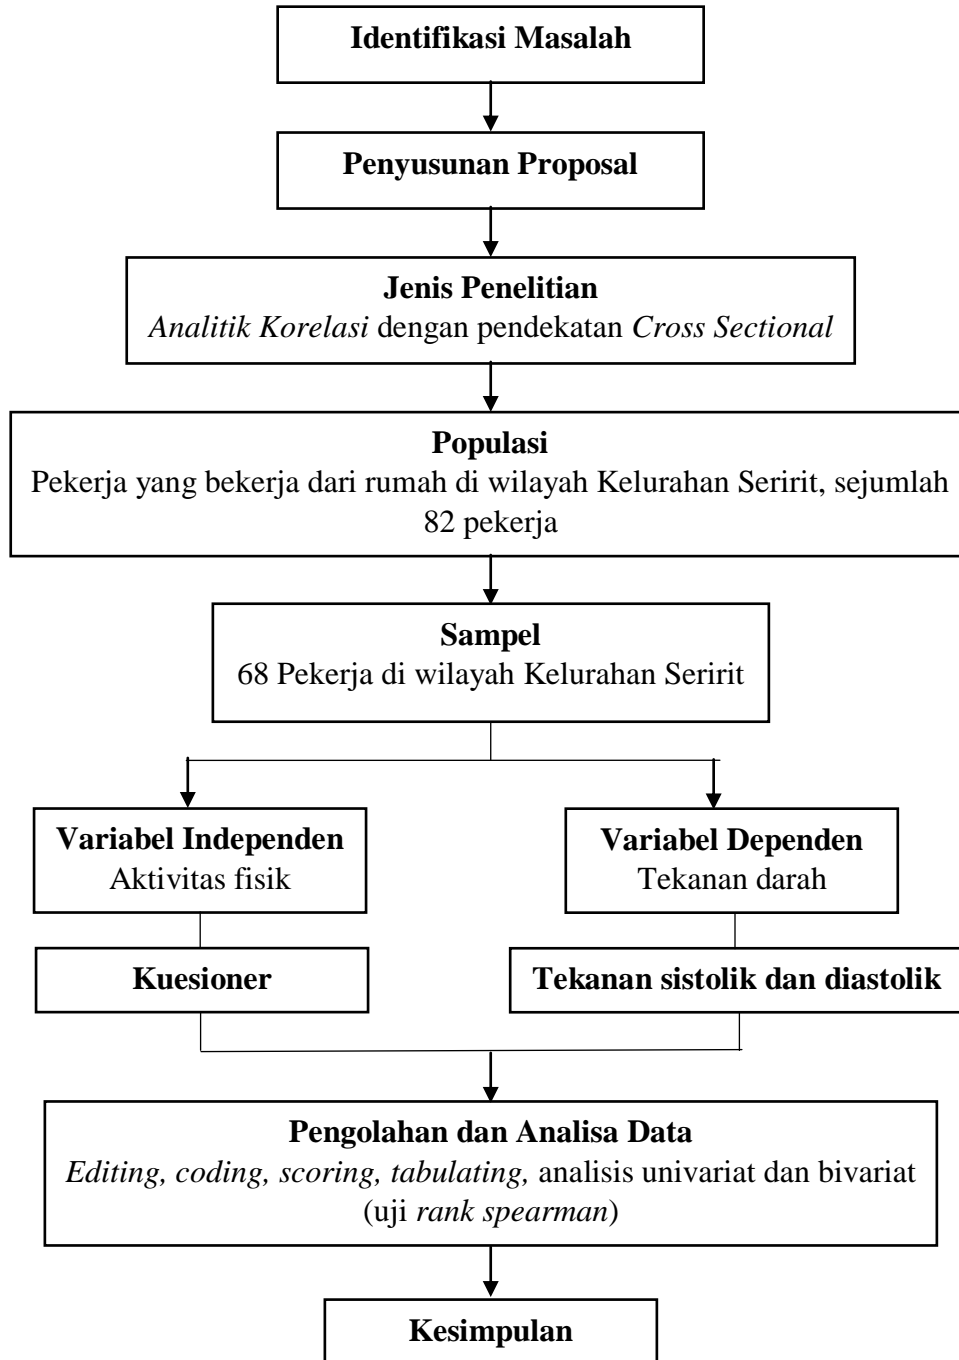 Identifikasi Masalah
Penyusunan Proposal
Jenis Penelitian
Analitik Korelasi dengan pendekatan Cross Sectional
Populasi
Pekerja yang bekerja dari rumah di wilayah Kelurahan Seririt, sejumlah
82 pekerja
Sampel
68 Pekerja di wilayah Kelurahan Seririt
Variabel Independen
Aktivitas fisik
Variabel Dependen
Tekanan darah
Kuesioner
Tekanan sistolik dan diastolik
Pengolahan dan Analisa Data
Editing, coding, scoring, tabulating, analisis univariat dan bivariat
(uji rank spearman)
Kesimpulan